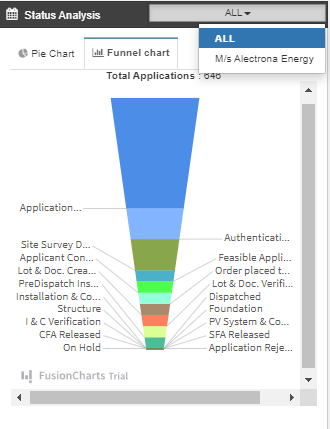 Status Analysis
ALL
ALL
M/s Alectrona Energy
Pie Chart
Funnel chart
Total Applications : 646
Application...
Authenticati...
Site Survey D...
Feasible Appli...
Applicant Con...
Order placed t...
Lot & Doc. Crea...
Lot & Doc. Verifi...
PreDispatch Ins...
Dispatched
Installation & Co...
Foundation
Structure
PV System & Co...
I & C Verification
SFA Released
CFA Released
Application Reje...
On Hold
FusionCharts Trial